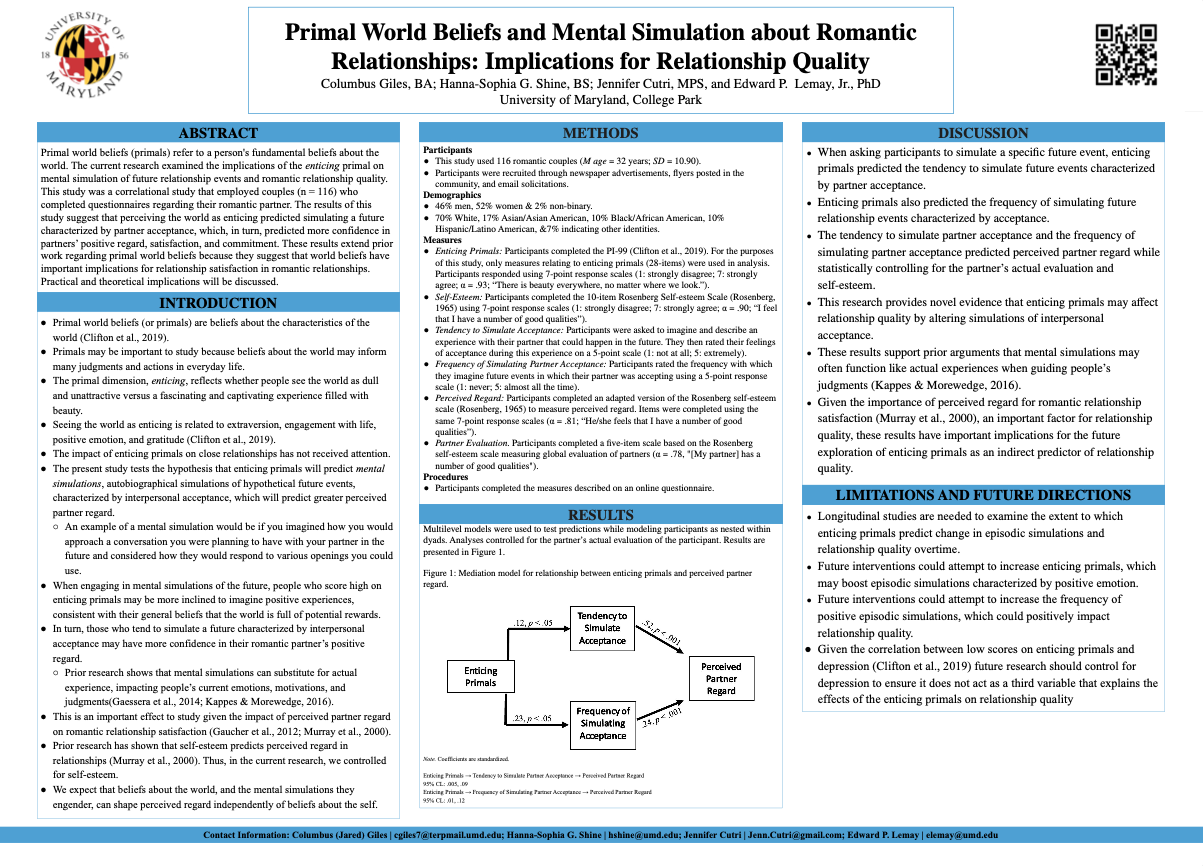 UNIVERSITY OF
18 56
MARYLAND
Primal World Beliefs and Mental Simulation about Romantic
Relationships: Implications for Relationship Quality
Columbus Giles, BA; Hanna-Sophia G. Shine, BS; Jennifer Cutri, MPS, and Edward P. Lemay, Jr., PhD
University of Maryland, College Park
ABSTRACT
Primal world beliefs (primals) refer to a person's fundamental beliefs about the
world. The current research examined the implications of the enticing primal on
mental simulation of future relationship events and romantic relationship quality.
This study was a correlational study that employed couples (n = 116) who
completed questionnaires regarding their romantic partner. The results of this
study suggest that perceiving the world as enticing predicted simulating a future
characterized by partner acceptance, which, in turn, predicted more confidence in
partners' positive regard, satisfaction, and commitment. These results extend prior
work regarding primal world beliefs because they suggest that world beliefs have
important implications for relationship satisfaction in romantic relationships.
Practical and theoretical implications will be discussed.
INTRODUCTION
● Primal world beliefs (or primals) are beliefs about the characteristics of the
world (Clifton et al., 2019).
● Primals may be important to study because beliefs about the world may inform
many judgments and actions in everyday life.
● The primal dimension, enticing, reflects whether people see the world as dull
and unattractive versus a fascinating and captivating experience filled with
beauty.
● Seeing the world as enticing is related to extraversion, engagement with life,
positive emotion, and gratitude (Clifton et al., 2019).
● The impact of enticing primals on close relationships has not received attention.
● The present study tests the hypothesis that enticing primals will predict mental
simulations, autobiographical simulations of hypothetical future events,
characterized by interpersonal acceptance, which will predict greater perceived
partner regard.
○ An example of a mental simulation would be if you imagined how you would
approach a conversation you were planning to have with your partner in the
future and considered how they would respond to various openings you could
use.
● When engaging in mental simulations of the future, people who score high on
enticing primals may be more inclined to imagine positive experiences,
consistent with their general beliefs that the world is full of potential rewards.
● In turn, those who tend to simulate a future characterized by interpersonal
acceptance may have more confidence in their romantic partner's positive
regard.
○ Prior research shows that mental simulations can substitute for actual
experience, impacting people's current emotions, motivations, and
judgments(Gaessera et al., 2014; Kappes & Morewedge, 2016).
● This is an important effect to study given the impact of perceived partner regard
on romantic relationship satisfaction (Gaucher et al., 2012; Murray et al., 2000).
● Prior research has shown that self-esteem predicts perceived regard in
relationships (Murray et al., 2000). Thus, in the current research, we controlled
for self-esteem.
● We expect that beliefs about the world, and the mental simulations they
engender, can shape perceived regard independently of beliefs about the self.
METHODS
Participants
● This study used 116 romantic couples (M age = 32 years; SD = 10.90).
● Participants were recruited through newspaper advertisements, flyers posted in the
community, and email solicitations.
Demographics
● 46% men, 52% women & 2% non-binary.
● 70% White, 17% Asian/Asian American, 10% Black/African American, 10%
Hispanic/Latino American, &7% indicating other identities.
Measures
● Enticing Primals: Participants completed the PI-99 (Clifton et al., 2019). For the purposes
of this study, only measures relating to enticing primals (28-items) were used in analysis.
Participants responded using 7-point response scales (1: strongly disagree; 7: strongly
agree; α = .93; “There is beauty everywhere, no matter where we look.”).
● Self-Esteem: Participants completed the 10-item Rosenberg Self-esteem Scale (Rosenberg,
1965) using 7-point response scales (1: strongly disagree; 7: strongly agree; α = .90; “I feel
that I have a number of good qualities”).
● Tendency to Simulate Acceptance: Participants were asked to imagine and describe an
experience with their partner that could happen in the future. They then rated their feelings
of acceptance during this experience on a 5-point scale (1: not at all; 5: extremely).
● Frequency of Simulating Partner Acceptance: Participants rated the frequency with which
they imagine future events in which their partner was accepting using a 5-point response
scale (1: never; 5: almost all the time).
● Perceived Regard: Participants completed an adapted version of the Rosenberg self-esteem
scale (Rosenberg, 1965) to measure perceived regard. Items were completed using the
same 7-point response scales (α = .81; “He/she feels that I have a number of good
qualities”).
● Partner Evaluation. Participants completed a five-item scale based on the Rosenberg
self-esteem scale measuring global evaluation of partners (α = .78, "[My partner] has a
number of good qualities").
Procedures
● Participants completed the measures described on an online questionnaire.
RESULTS
Multilevel models were used to test predictions while modeling participants as nested within
dyads. Analyses controlled for the partner's actual evaluation of the participant. Results are
presented in Figure 1.
Figure 1: Mediation model for relationship between enticing primals and perceived partner
regard.
Enticing
Primals
.12, p < .05
Tendency to
Simulate
Acceptance
.52, p < .001
.23, p < .05
Frequency of
Simulating
Acceptance
.24, p < .001
Perceived
Partner
Regard
Note. Coefficients are standardized.
Enticing Primals → Tendency to Simulate Partner Acceptance → Perceived Partner Regard
95% CL: .005, .09
Enticing Primals → Frequency of Simulating Partner Acceptance → Perceived Partner Regard
95% CL: .01, .12
DISCUSSION
● When asking participants to simulate a specific future event, enticing
primals predicted the tendency to simulate future events characterized
by partner acceptance.
● Enticing primals also predicted the frequency of simulating future
relationship events characterized by acceptance.
● The tendency to simulate partner acceptance and the frequency of
simulating partner acceptance predicted perceived partner regard while
statistically controlling for the partner's actual evaluation and
self-esteem.
● This research provides novel evidence that enticing primals may affect
relationship quality by altering simulations of interpersonal
acceptance.
● These results support prior arguments that mental simulations may
often function like actual experiences when guiding people's
judgments (Kappes & Morewedge, 2016).
● Given the importance of perceived regard for romantic relationship
satisfaction (Murray et al., 2000), an important factor for relationship
quality, these results have important implications for the future
exploration of enticing primals as an indirect predictor of relationship
quality.
LIMITATIONS AND FUTURE DIRECTIONS
● Longitudinal studies are needed to examine the extent to which
enticing primals predict change in episodic simulations and
relationship quality overtime.
● Future interventions could attempt to increase enticing primals, which
may boost episodic simulations characterized by positive emotion.
● Future interventions could attempt to increase the frequency of
positive episodic simulations, which could positively impact
relationship quality.
● Given the correlation between low scores on enticing primals and
depression (Clifton et al., 2019) future research should control for
depression to ensure it does not act as a third variable that explains the
effects of the enticing primals on relationship quality
Contact Information: Columbus (Jared) Giles | cgiles7@terpmail.umd.edu; Hanna-Sophia G. Shine | hshine@umd.edu; Jennifer Cutri | Jenn.Cutri@gmail.com; Edward P. Lemay | elemay@umd.edu